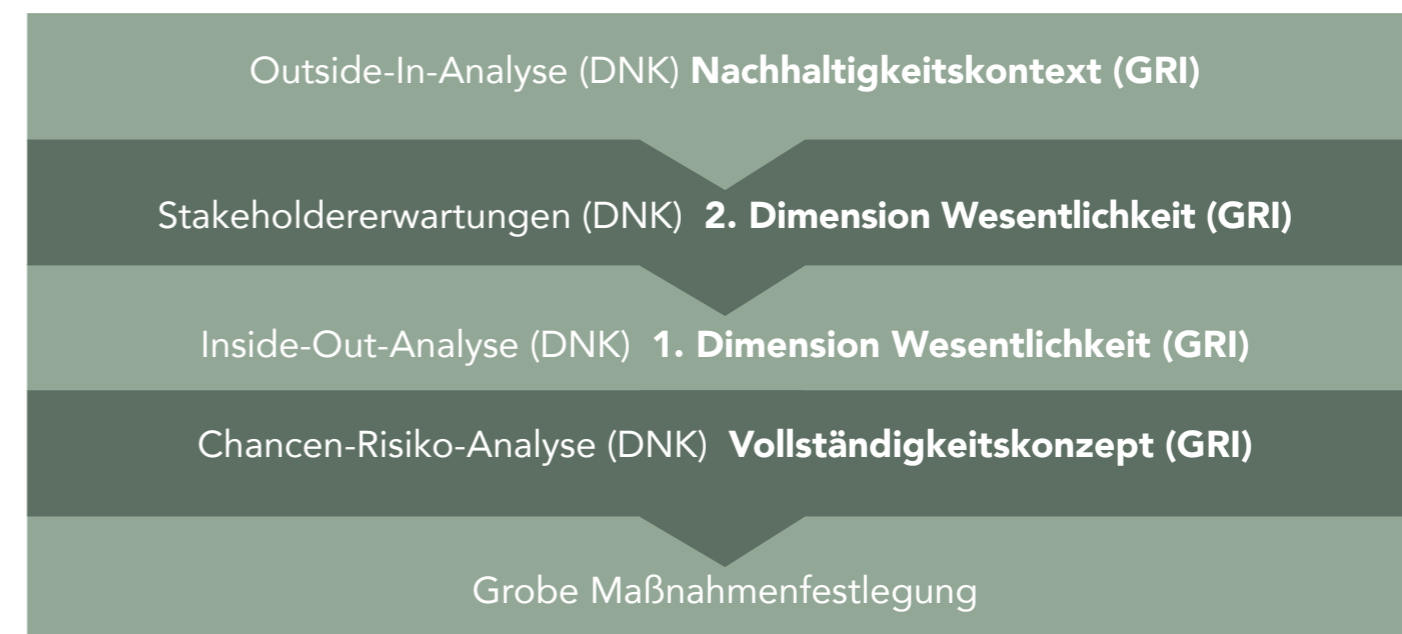 Outside-In-Analyse (DNK) Nachhaltigkeitskontext (GRI)
Stakeholdererwartungen (DNK) 2. Dimension Wesentlichkeit (GRI)
Inside-Out-Analyse (DNK) 1. Dimension Wesentlichkeit (GRI)
Chancen-Risiko-Analyse (DNK) Vollständigkeitskonzept (GRI)
Grobe Maßnahmenfestlegung